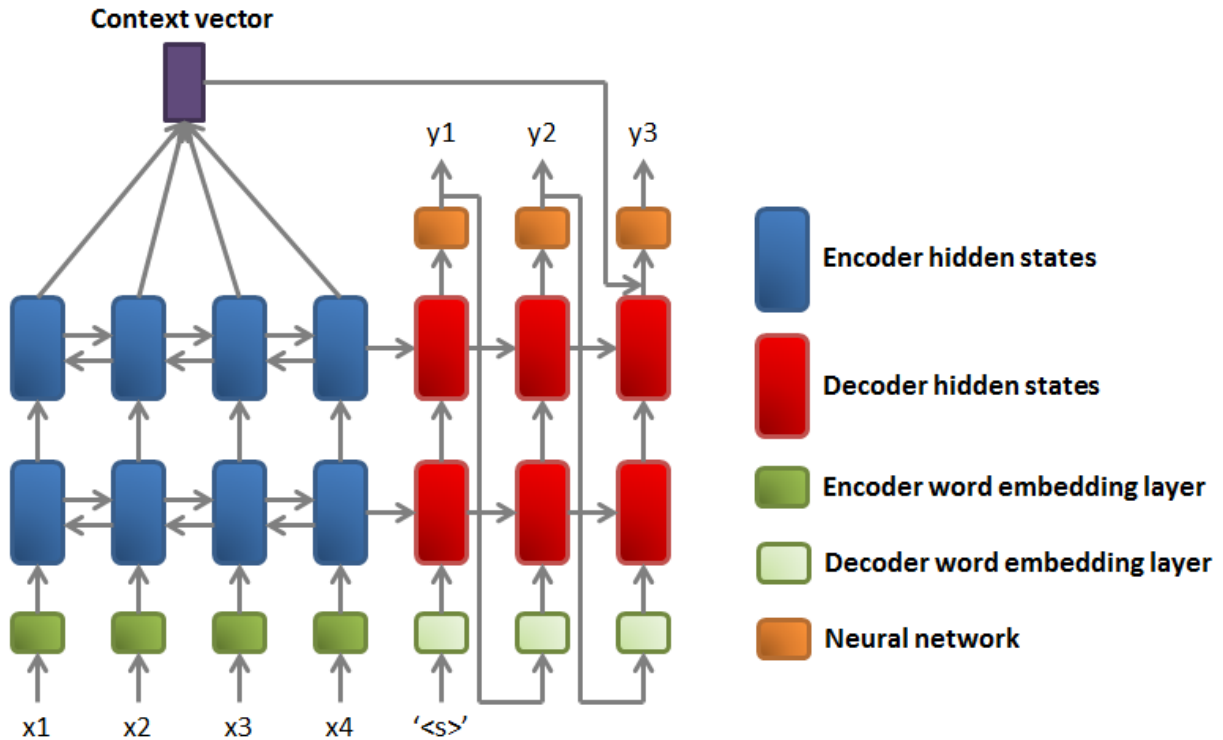 Context vector
y1
y2
y3
Encoder hidden states
Decoder hidden states
Encoder word embedding layer
Decoder word embedding layer
Neural network
x1
x2
x3
x4
‘<s>’